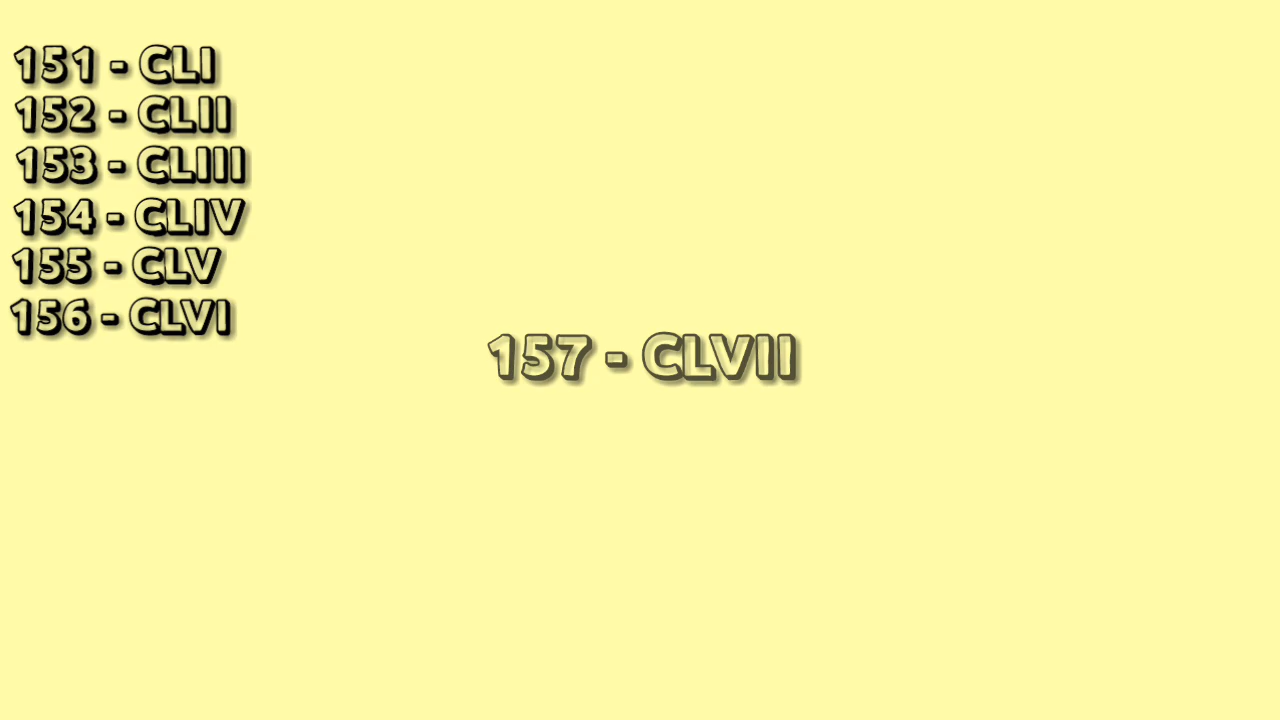 151 - CLI
152 - CLII
153 - CLIII
154 - CLIV
155 - CLV
156 - CLVI
157 - CLVII